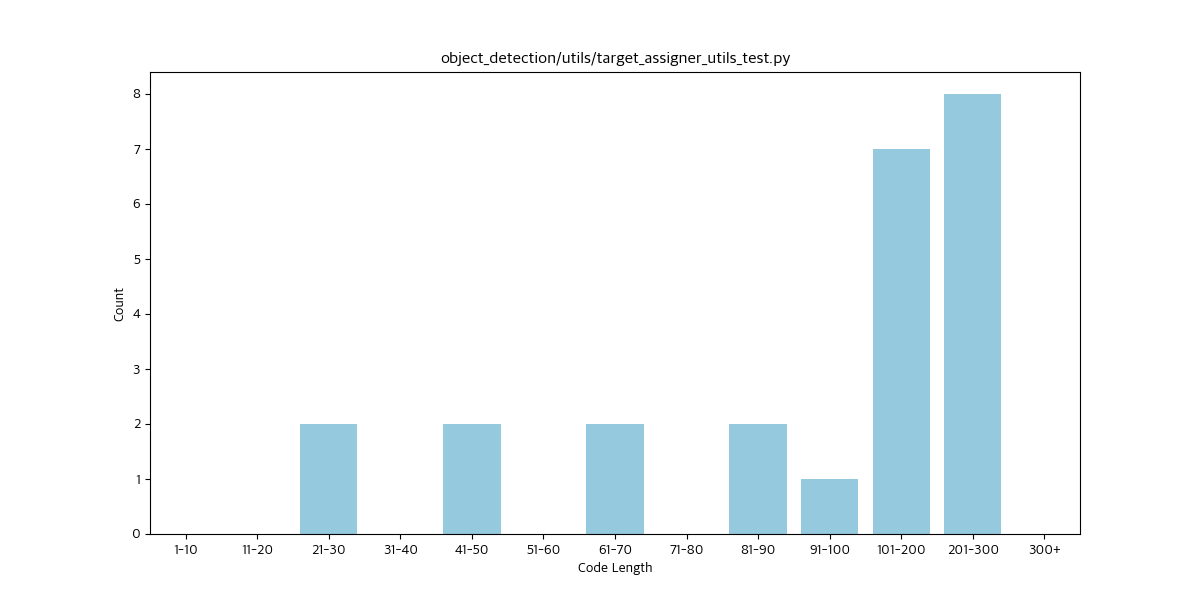 object_detection/utils/target_assigner_utils_test.py
Count
8
7
6
5
4
3
2
1
0
1-10 11-20 21-30 31-40 41-50 51-60 61-70 71-80 81-90 91-100 101-200 201-300 300+
Code Length